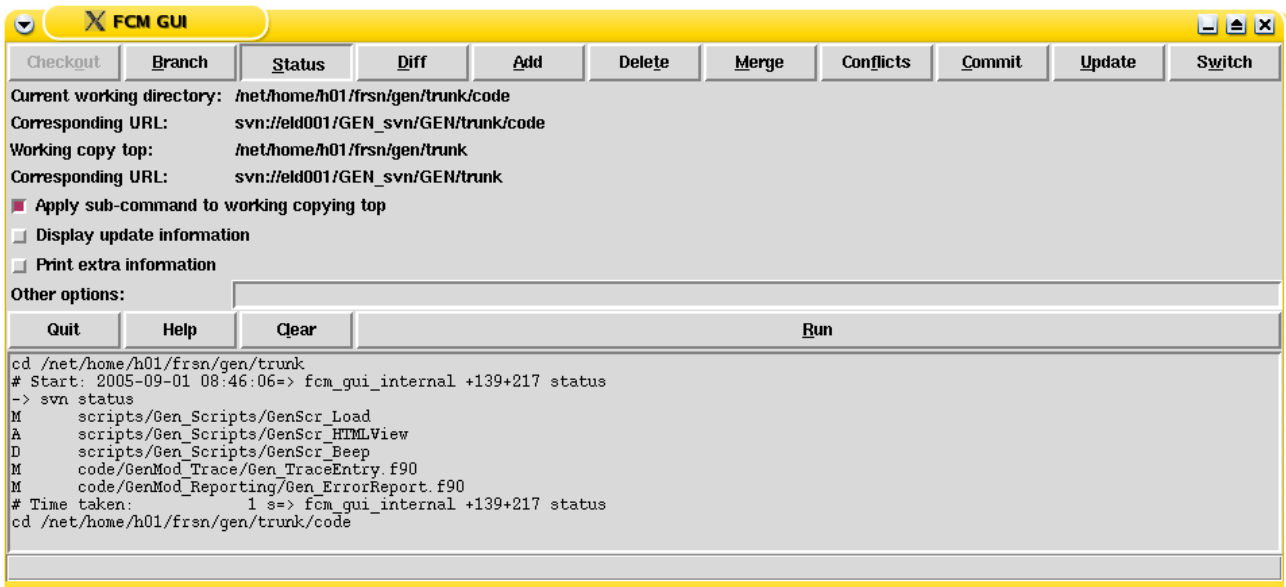 FCM GUI
Checkout Branch Status Diff Add Delete Merge Conflicts Commit Update Switch
Current working directory: /net/home/h01/frsn/gen/trunk/code
Corresponding URL: svn://eld001/GEN_svn/GEN/trunk/code
Working copy top: /net/home/h01/frsn/gen/trunk
Corresponding URL: svn://eld001/GEN_svn/GEN/trunk
Apply sub-command to working copying top
Display update information
Print extra information
Other options:
Quit Help Clear Run
cd /net/home/h01/frsn/gen/trunk
# Start: 2005-09-01 08:46:06=> fcm_gui_internal +139+217 status
-> svn status
M scripts/Gen_Scripts/GenScr_Load
A scripts/Gen_Scripts/GenScr_HTMLView
D scripts/Gen_Scripts/GenScr_Beep
M code/GenMod_Trace/Gen_TraceEntry.f90
M code/GenMod_Reporting/Gen_ErrorReport.f90
# Time taken: 1 s=> fcm_gui_internal +139+217 status
cd /net/home/h01/frsn/gen/trunk/code